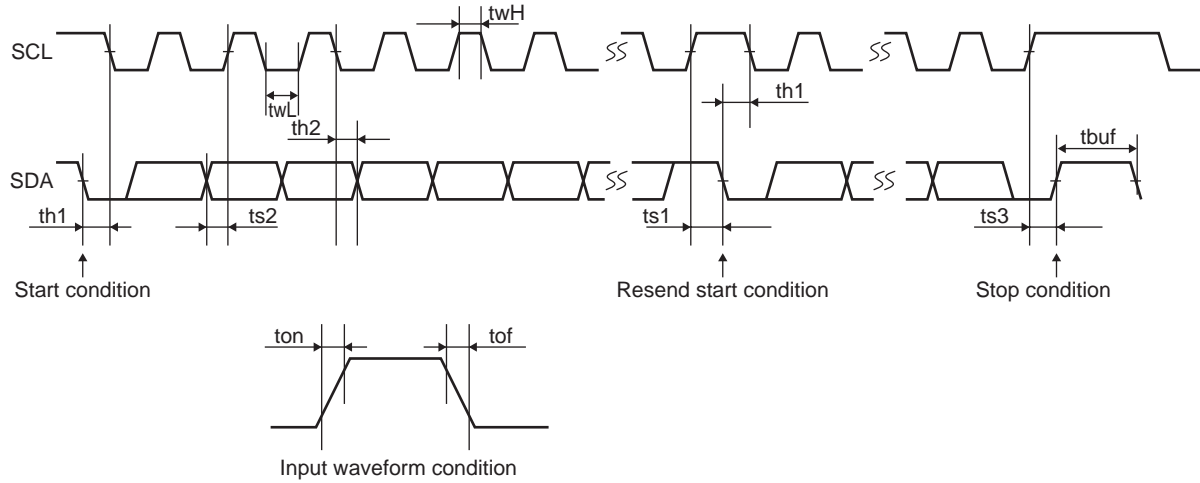 twH
SCL
twL
th1
th2
tbuf
SDA
th1
ts2
ts1
ts3
Start condition
Resend start condition
Stop condition
ton
tof
Input waveform condition